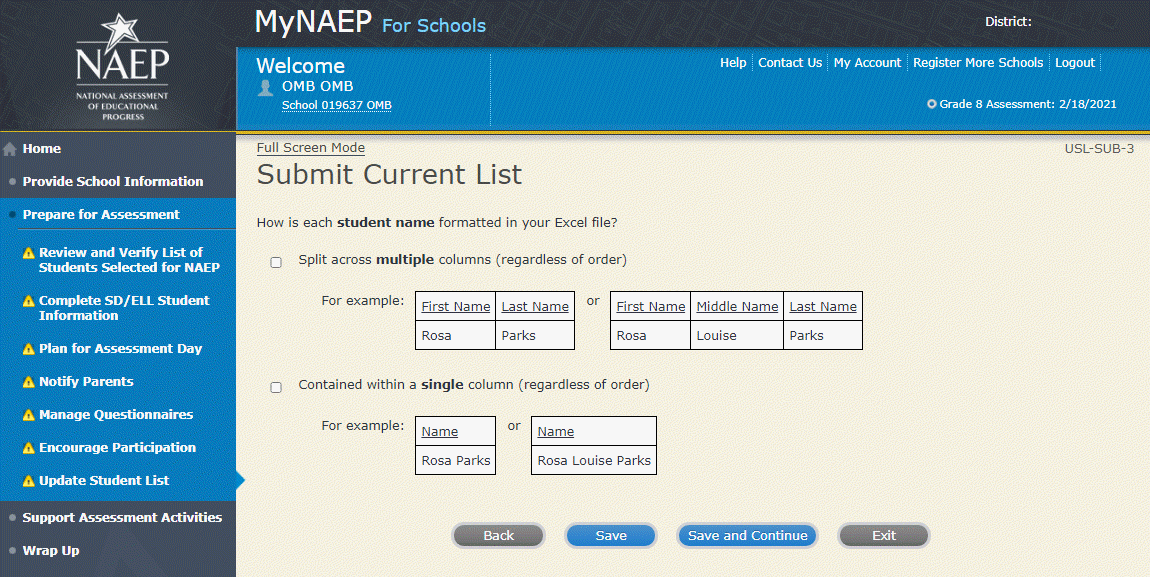 NAEP
NATIONAL ASSESSMENT
OF EDUCATIONAL
PROGRESS
MyNAEP For Schools
District:
Welcome
OMB OMB
School 019637 OMB
Help Contact Us My Account Register More Schools Logout
Grade 8 Assessment: 2/18/2021
Home
Provide School Information
Prepare for Assessment
Review and Verify List of
Students Selected for NAEP
Complete SD/ELL Student
Information
Plan for Assessment Day
Notify Parents
Manage Questionnaires
Encourage Participation
Update Student List
Support Assessment Activities
Wrap Up
Full Screen Mode
USL-SUB-3
Submit Current List
How is each student name formatted in your Excel file?
Split across multiple columns (regardless of order)
For example: First Name Last Name or First Name Middle Name Last Name
Rosa Parks Rosa Louise Parks
Contained within a single column (regardless of order)
For example: Name or Name
Rosa Parks Rosa Louise Parks
Back Save Save and Continue Exit